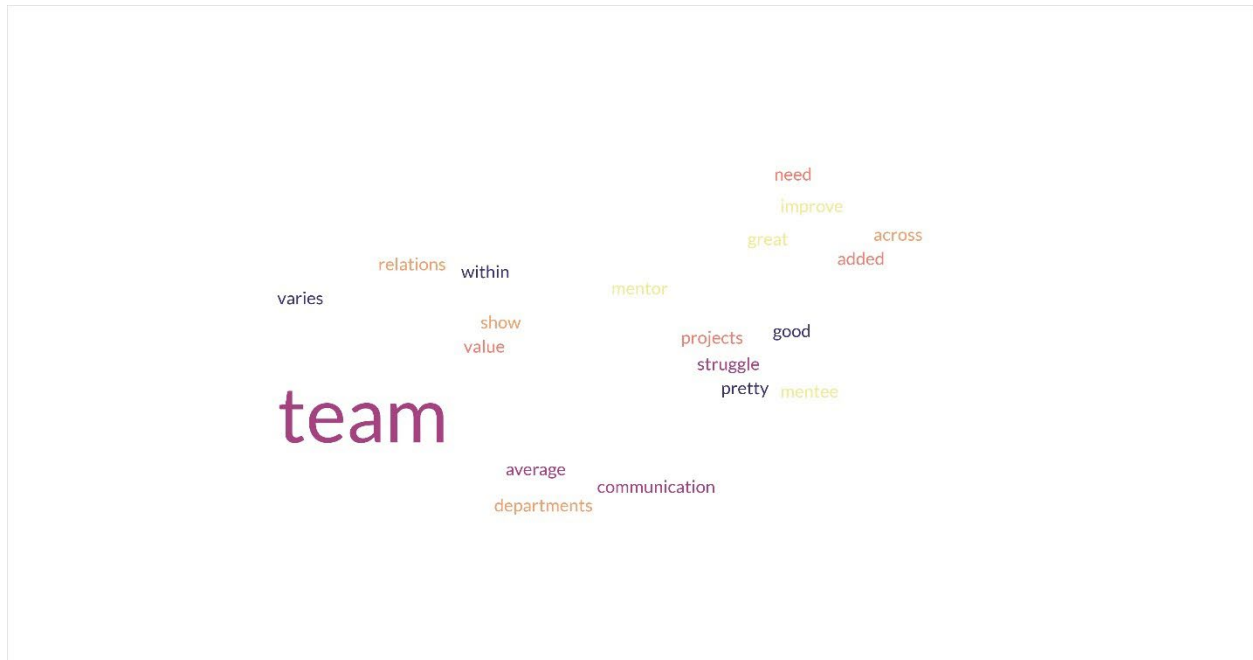 need
improve
great
across
added
relations
within
mentor
varies
show
good
projects
value
struggle
pretty
mentee
team
average
communication
departments